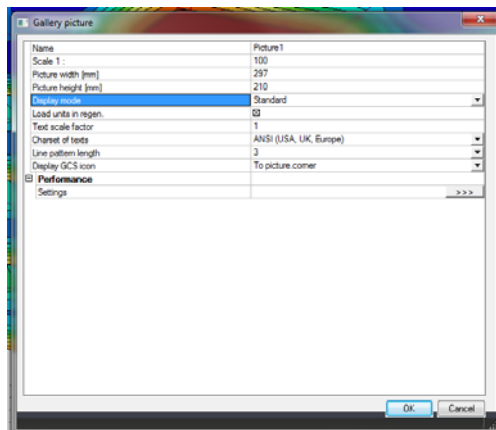 Gallery picture
Name Picture1
Scale 1 : 100
Picture width [mm] 297
Picture height [mm] 210
Display mode Standard
Load units in regen.
Text scale factor 1
Charset of texts ANSI (USA, UK, Europe)
Line pattern length 3
Display GCS icon To picture corner
Performance
Settings >>>
OK Cancel